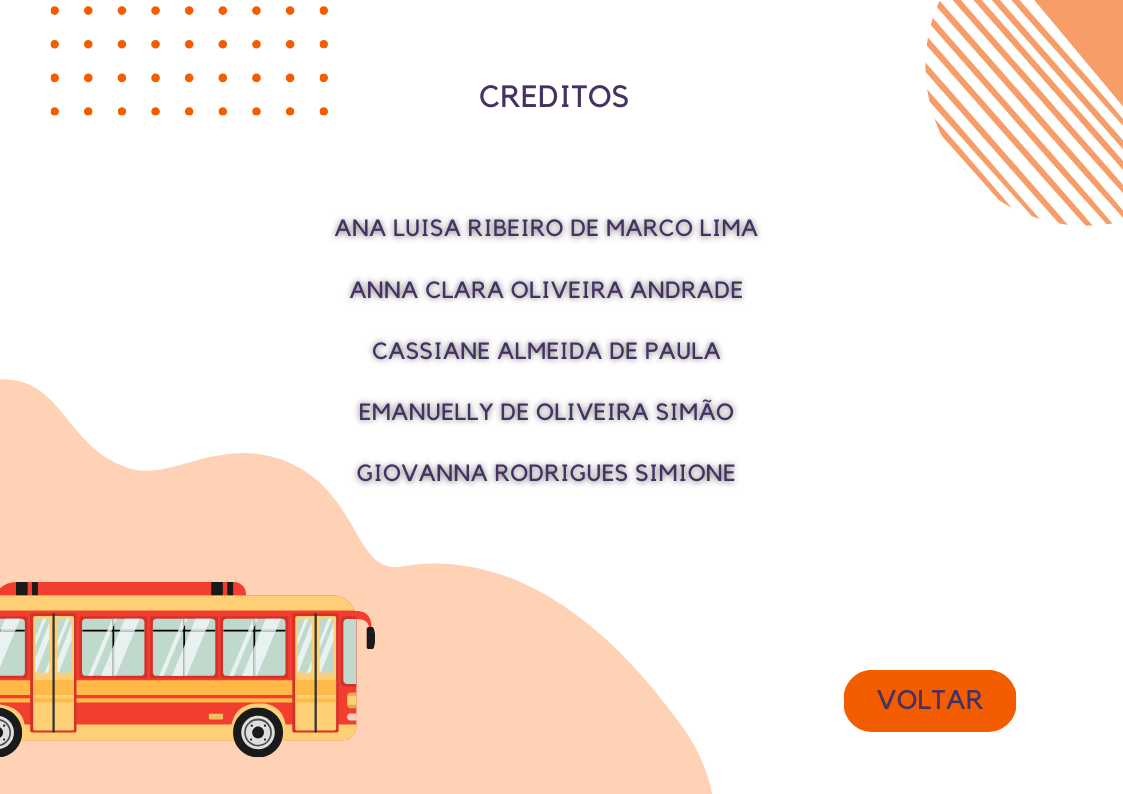 CREDITOS
ANA LUISA RIBEIRO DE MARCO LIMA
ANNA CLARA OLIVEIRA ANDRADE
CASSIANE ALMEIDA DE PAULA
EMANUELLY DE OLIVEIRA SIMÃO
GIOVANNA RODRIGUES SIMIONE
VOLTAR